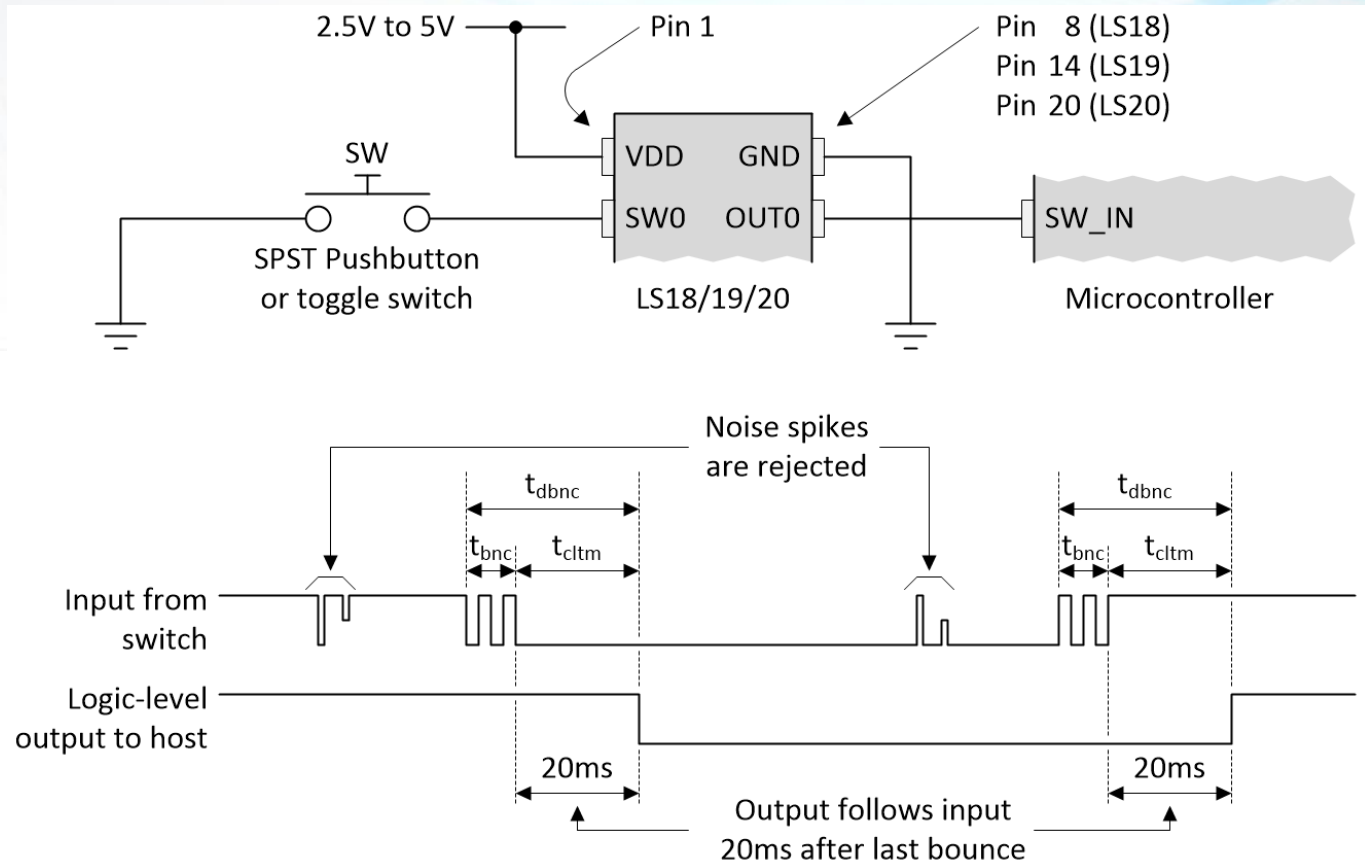 2.5V to 5V
Pin 1
Pin 8 (LS18)
Pin 14 (LS19)
Pin 20 (LS20)
SW
VDD GND
SW0 OUT0
SW_IN
SPST Pushbutton
or toggle switch
LS18/19/20
Microcontroller
Noise spikes
are rejected
tdbnc
tdbnc
tbnc tcltm
tbnc tcltm
Input from
switch
Logic-level
output to host
20ms
20ms
Output follows input
20ms after last bounce